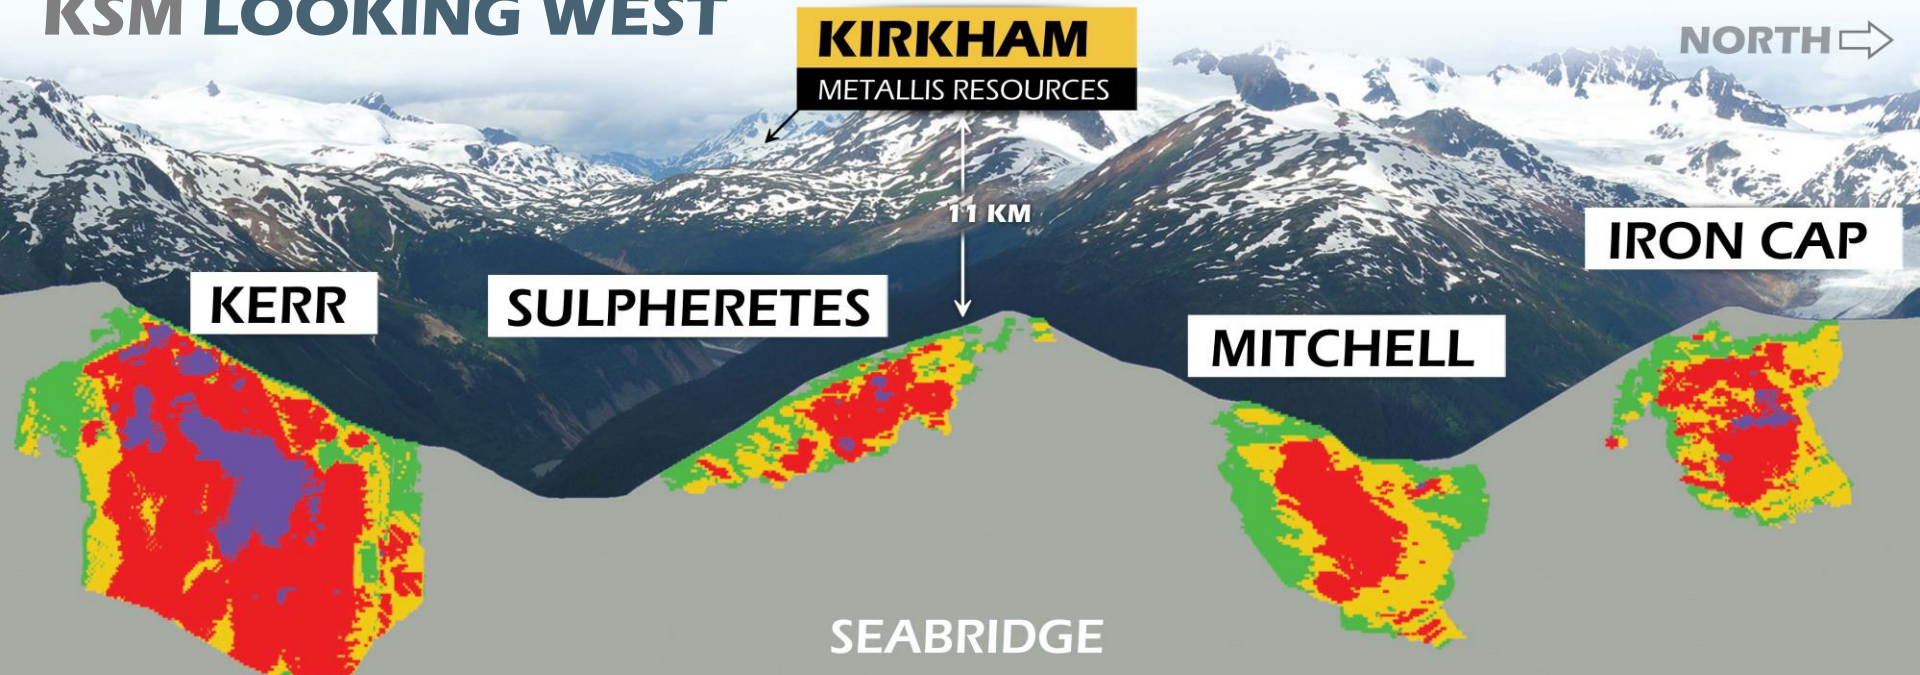 KSM LOOKING WEST
KIRKHAM
METALLIS RESOURCES
NORTH
11 KM
IRON CAP
KERR
SULPHERETES
MITCHELL
SEABRIDGE